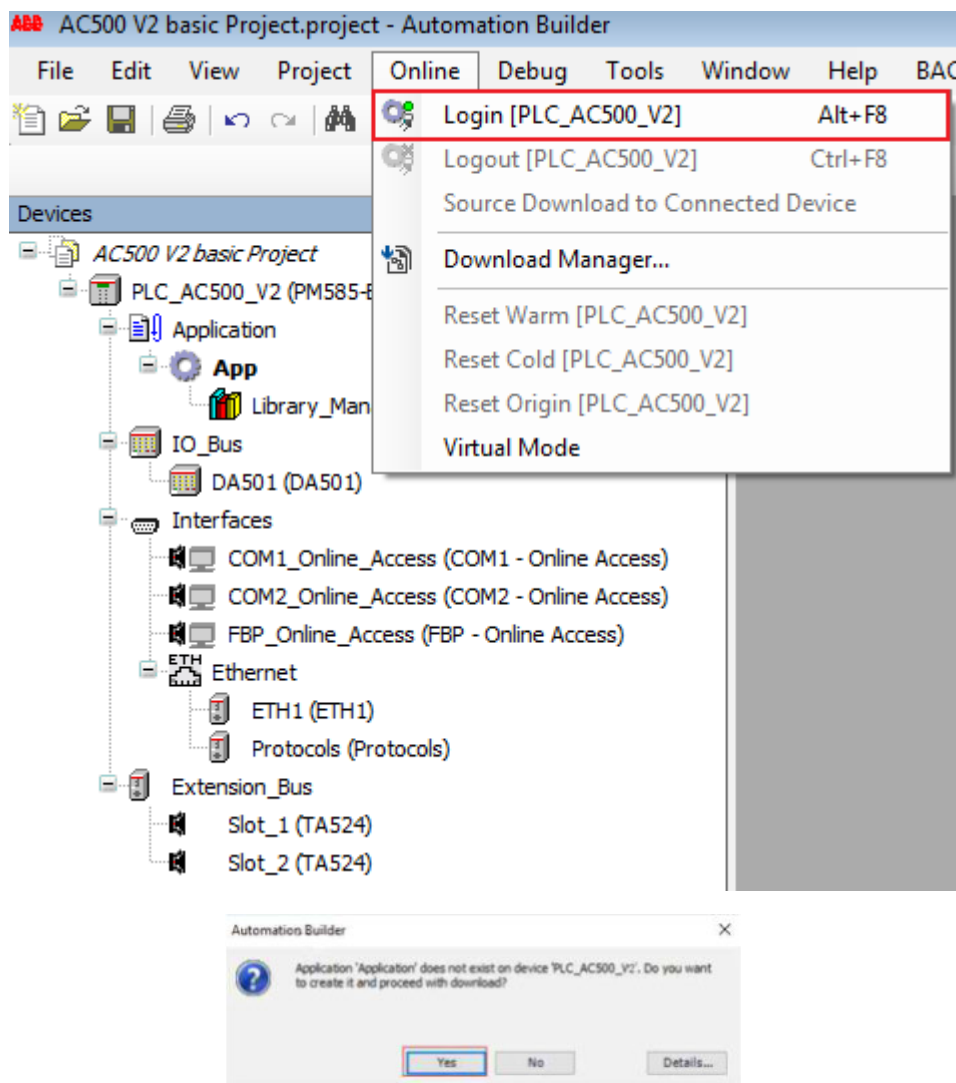 ABB AC500 V2 basic Project.project - Automation Builder
File Edit View Project Online Debug Tools Window Help BAC
Login [PLC_AC500_V2] Alt+F8
Logout [PLC_AC500_V2] Ctrl+F8
Source Download to Connected Device
Download Manager...
Reset Warm [PLC_AC500_V2]
Reset Cold [PLC_AC500_V2]
Reset Origin [PLC_AC500_V2]
Virtual Mode
Devices
AC500 V2 basic Project
PLC_AC500_V2 (PM585-E
Application
App
Library_Man
IO_Bus
DA501 (DA501)
Interfaces
COM1_Online_Access (COM1 - Online Access)
COM2_Online_Access (COM2 - Online Access)
FBP_Online_Access (FBP - Online Access)
ETH
Ethernet
ETH1 (ETH1)
Protocols (Protocols)
Extension_Bus
Slot_1 (TA524)
Slot_2 (TA524)
Automation Builder
Application 'Application' does not exist on device 'PLC_AC500_V2'. Do you want
to create it and proceed with download?
Yes No Details...